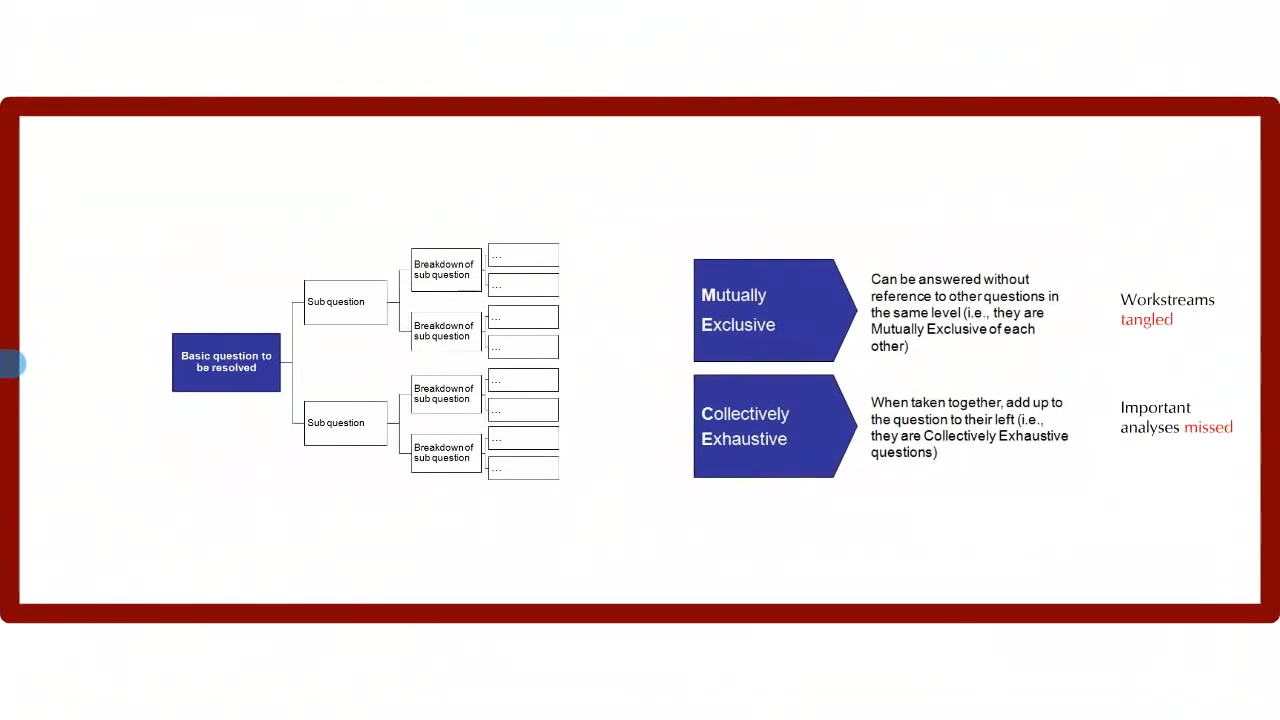 Basic question to
be resolved
Sub question
Sub question
Breakdown of
sub question
Breakdown of
sub question
Breakdown of
sub question
Breakdown of
sub question
...
...
...
...
...
...
...
...
Mutually
Exclusive
Can be answered without
reference to other questions in
the same level (i.e., they are
Mutually Exclusive of each
other)
Workstreams
tangled
Collectively
Exhaustive
When taken together, add up to
the question to their left (i.e.,
they are Collectively Exhaustive
questions)
Important
analyses missed